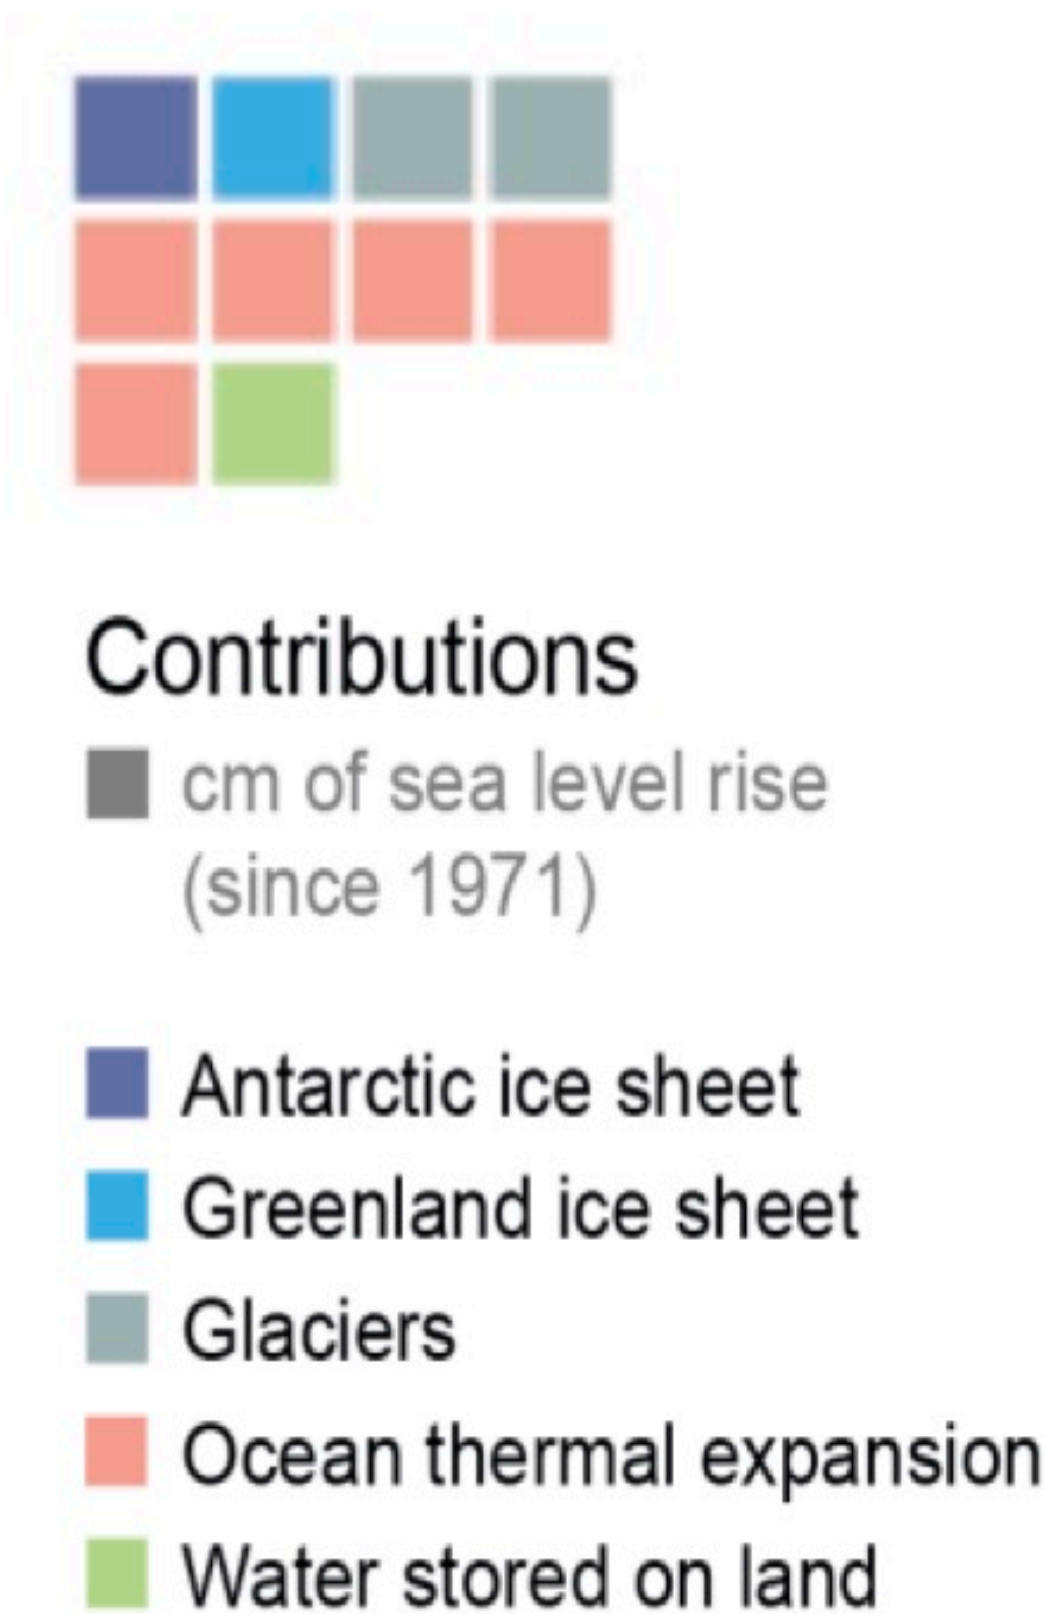 Contributions
cm of sea level rise
(since 1971)
Antarctic ice sheet
Greenland ice sheet
Glaciers
Ocean thermal expansion
Water stored on land